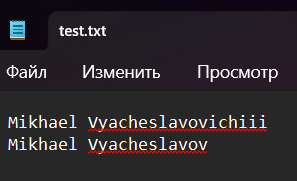 test.txt
Файл Изменить Просмотр
Mikhael Vyacheslavovichiii
Mikhael Vyacheslavov